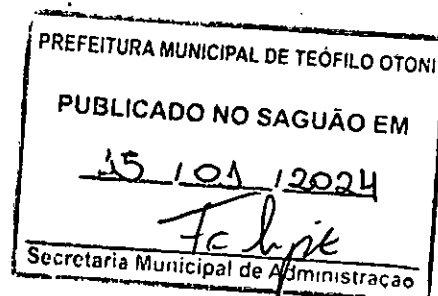 PREFEITURA MUNICIPAL DE TEÓFILO OTONI
PUBLICADO NO SAGUÃO EM
15 / 01 / 2024
Secretaria Municipal de Administração